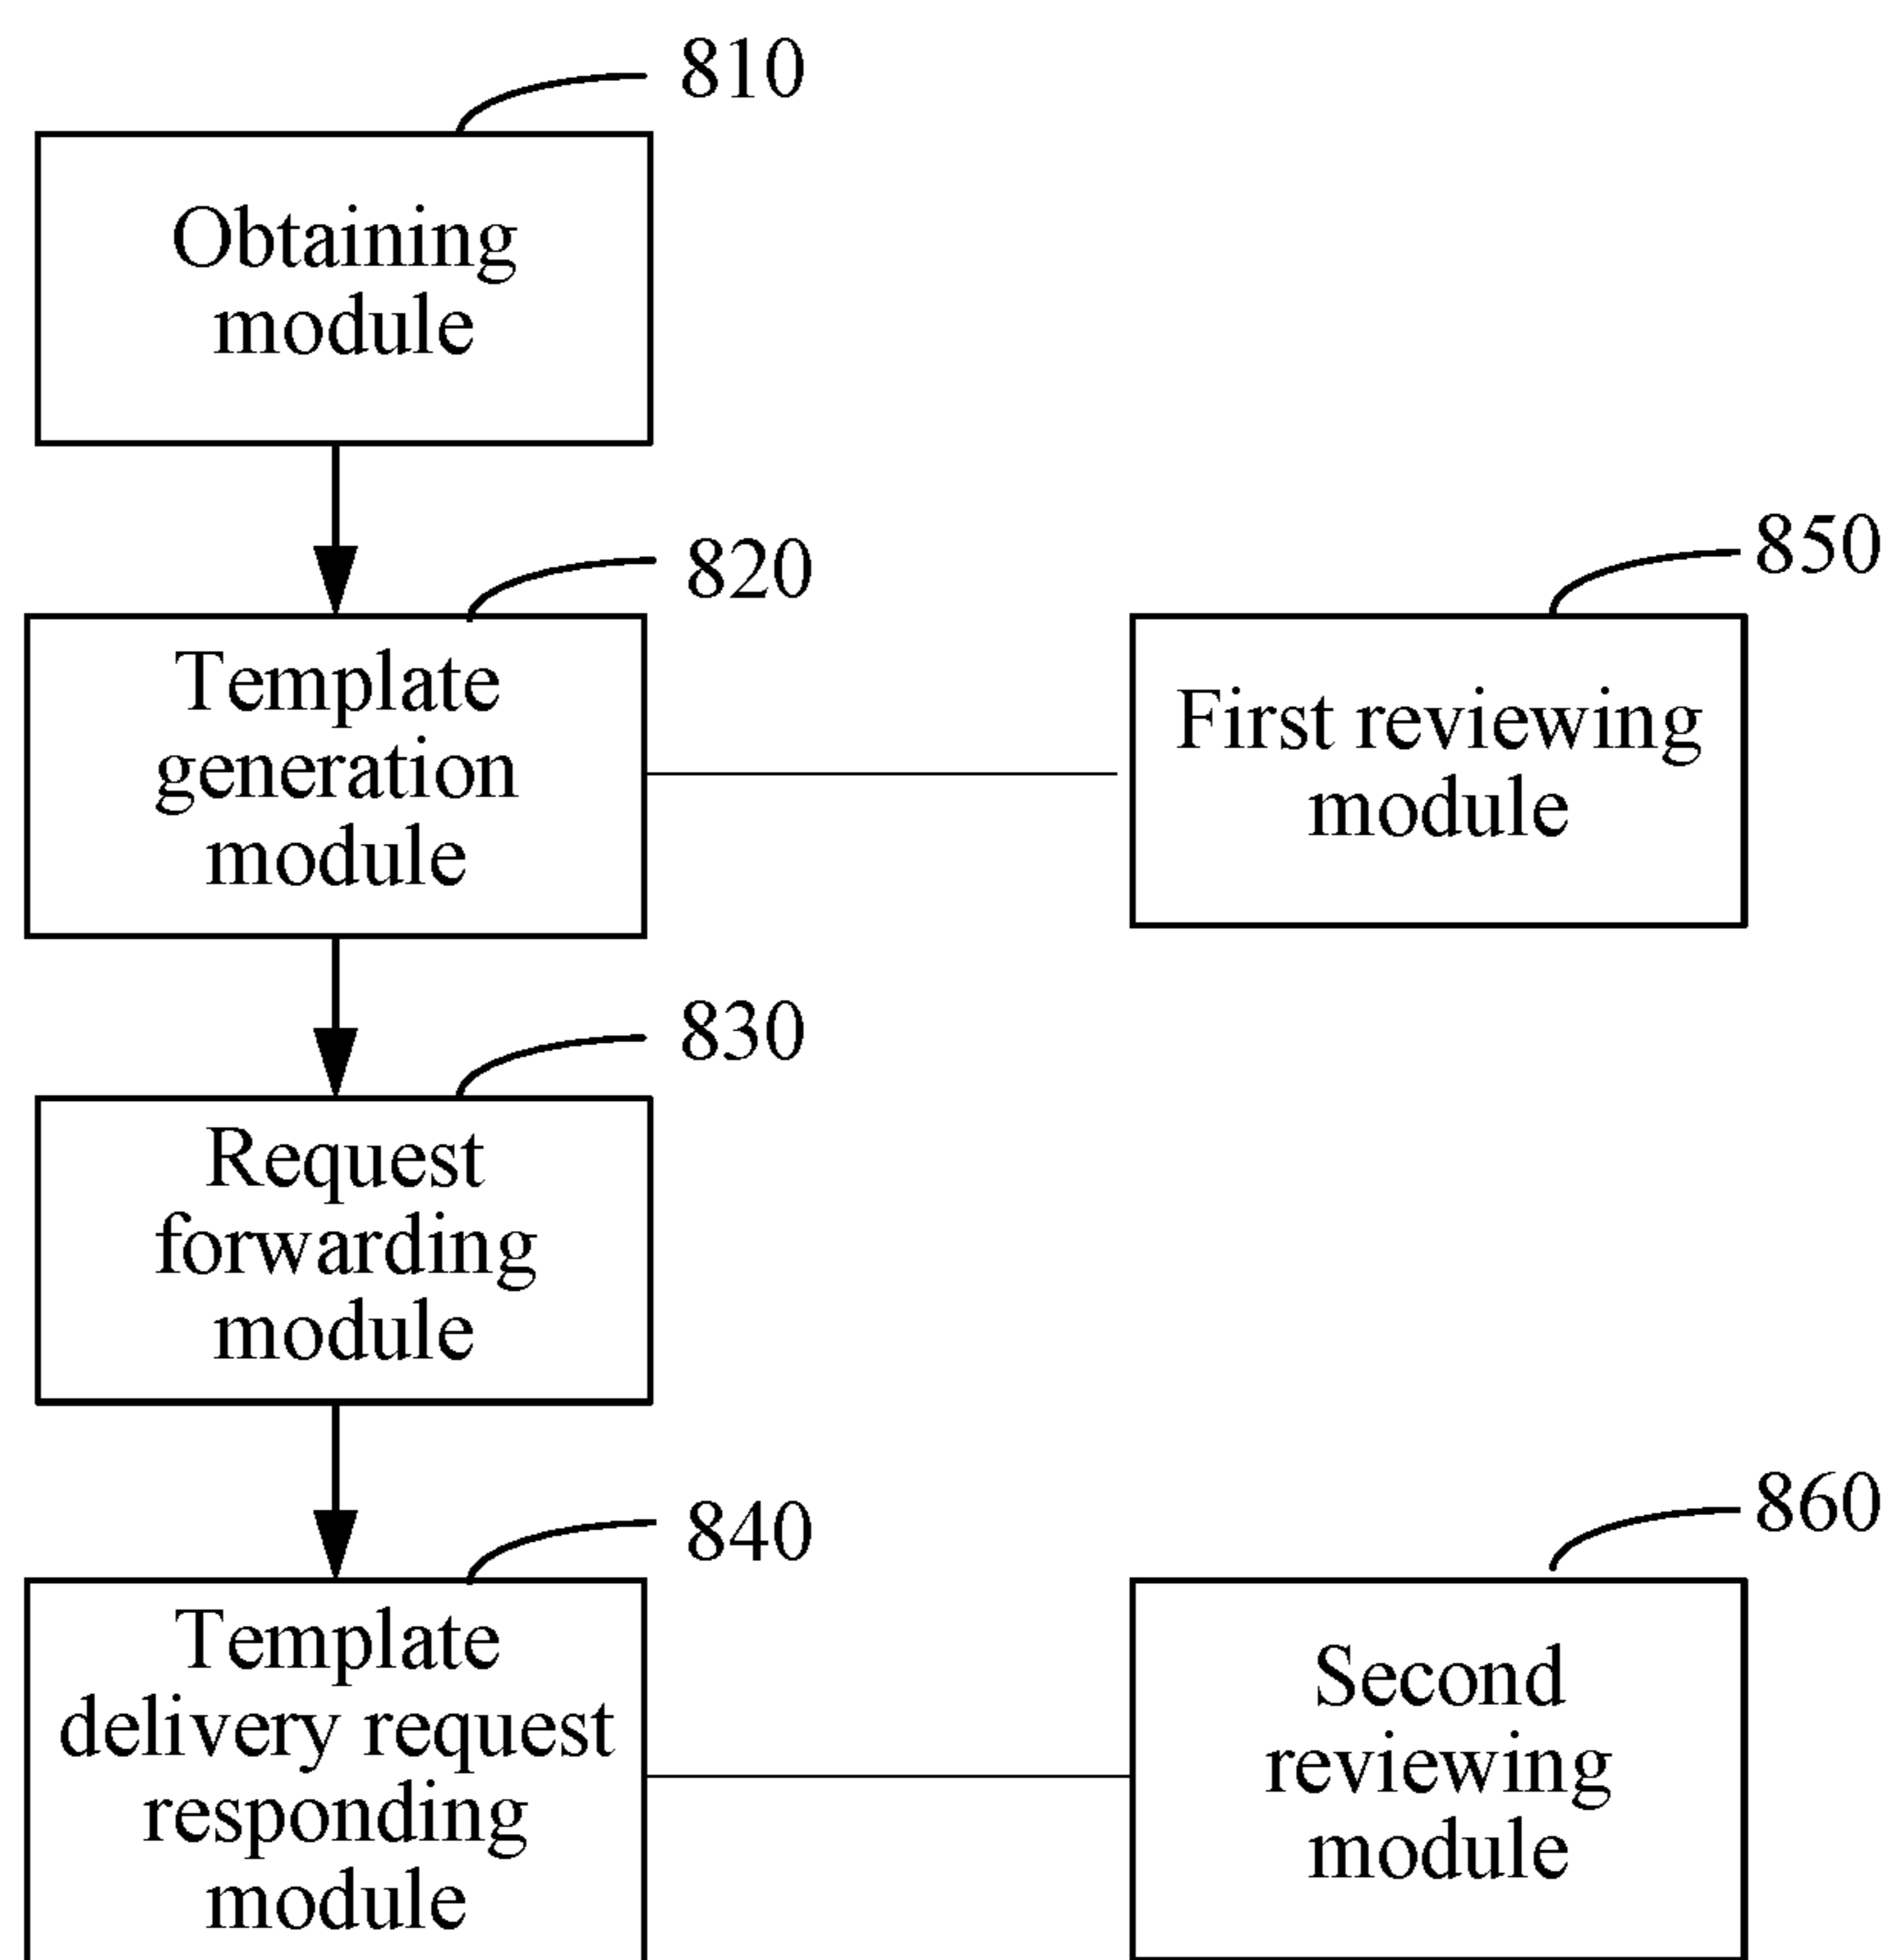 810
Obtaining
module
820
Template
generation
module
850
First reviewing
module
830
Request
forwarding
module
840
Template
delivery request
responding
module
860
Second
reviewing
module